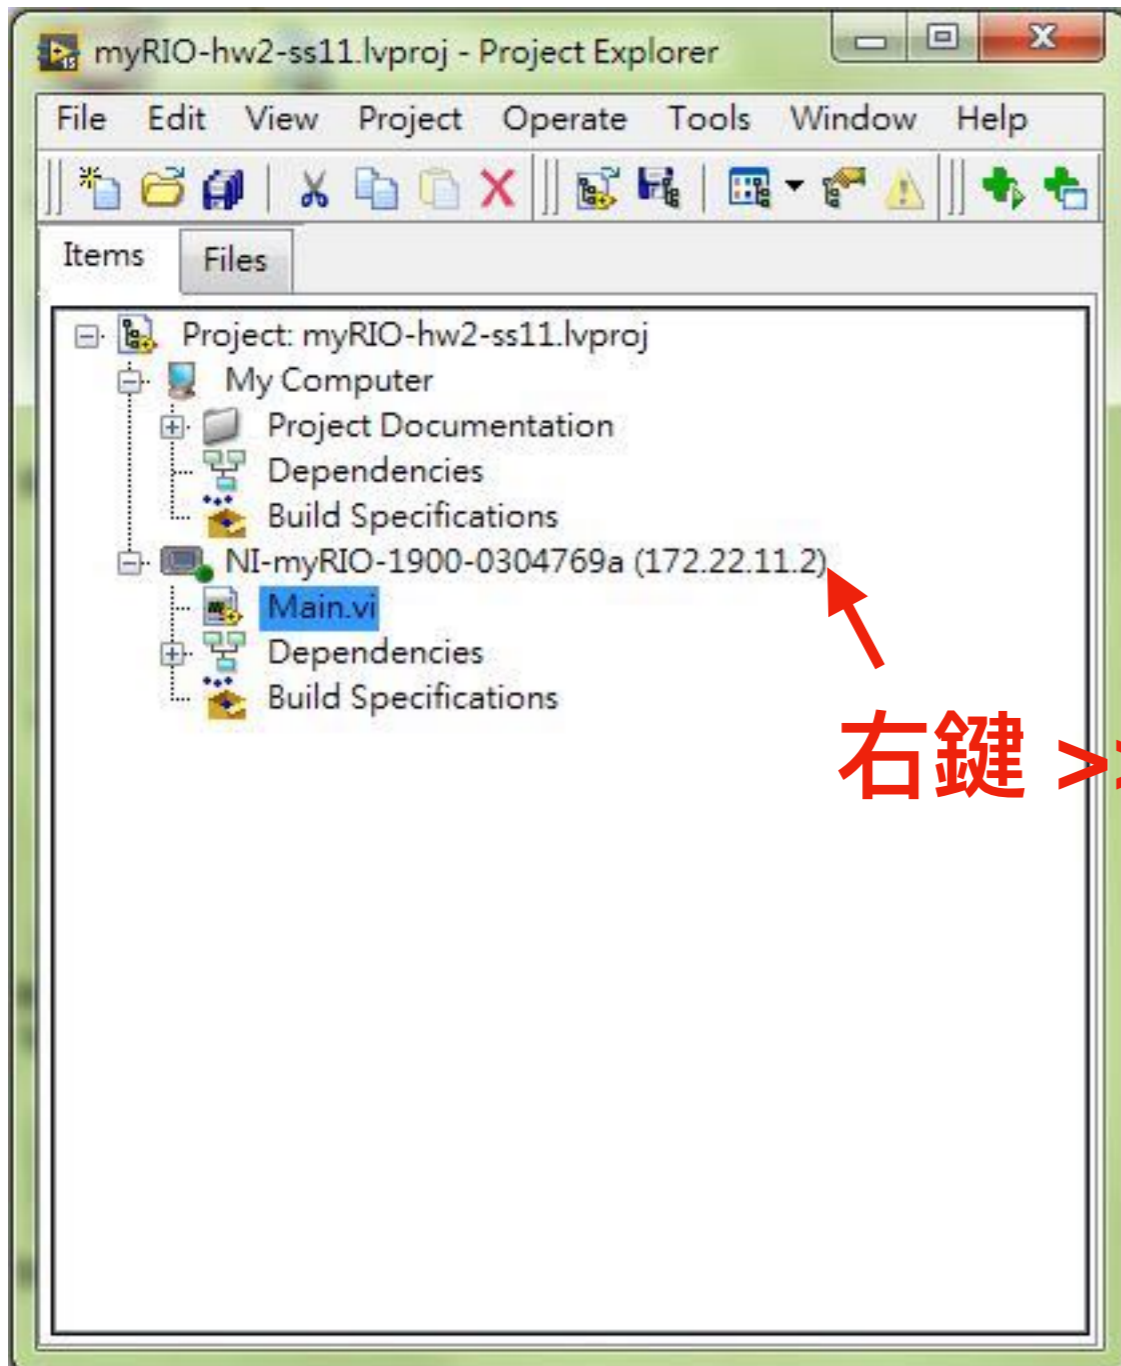 myRIO-hw2-ss11.lvproj - Project Explorer
File Edit View Project Operate Tools Window Help
Items Files
Project: myRIO-hw2-ss11.lvproj
My Computer
Project Documentation
Dependencies
Build Specifications
NI-myRIO-1900-0304769a (172.22.11.2)
Main.vi
Dependencies
Build Specifications
右鍵 >>